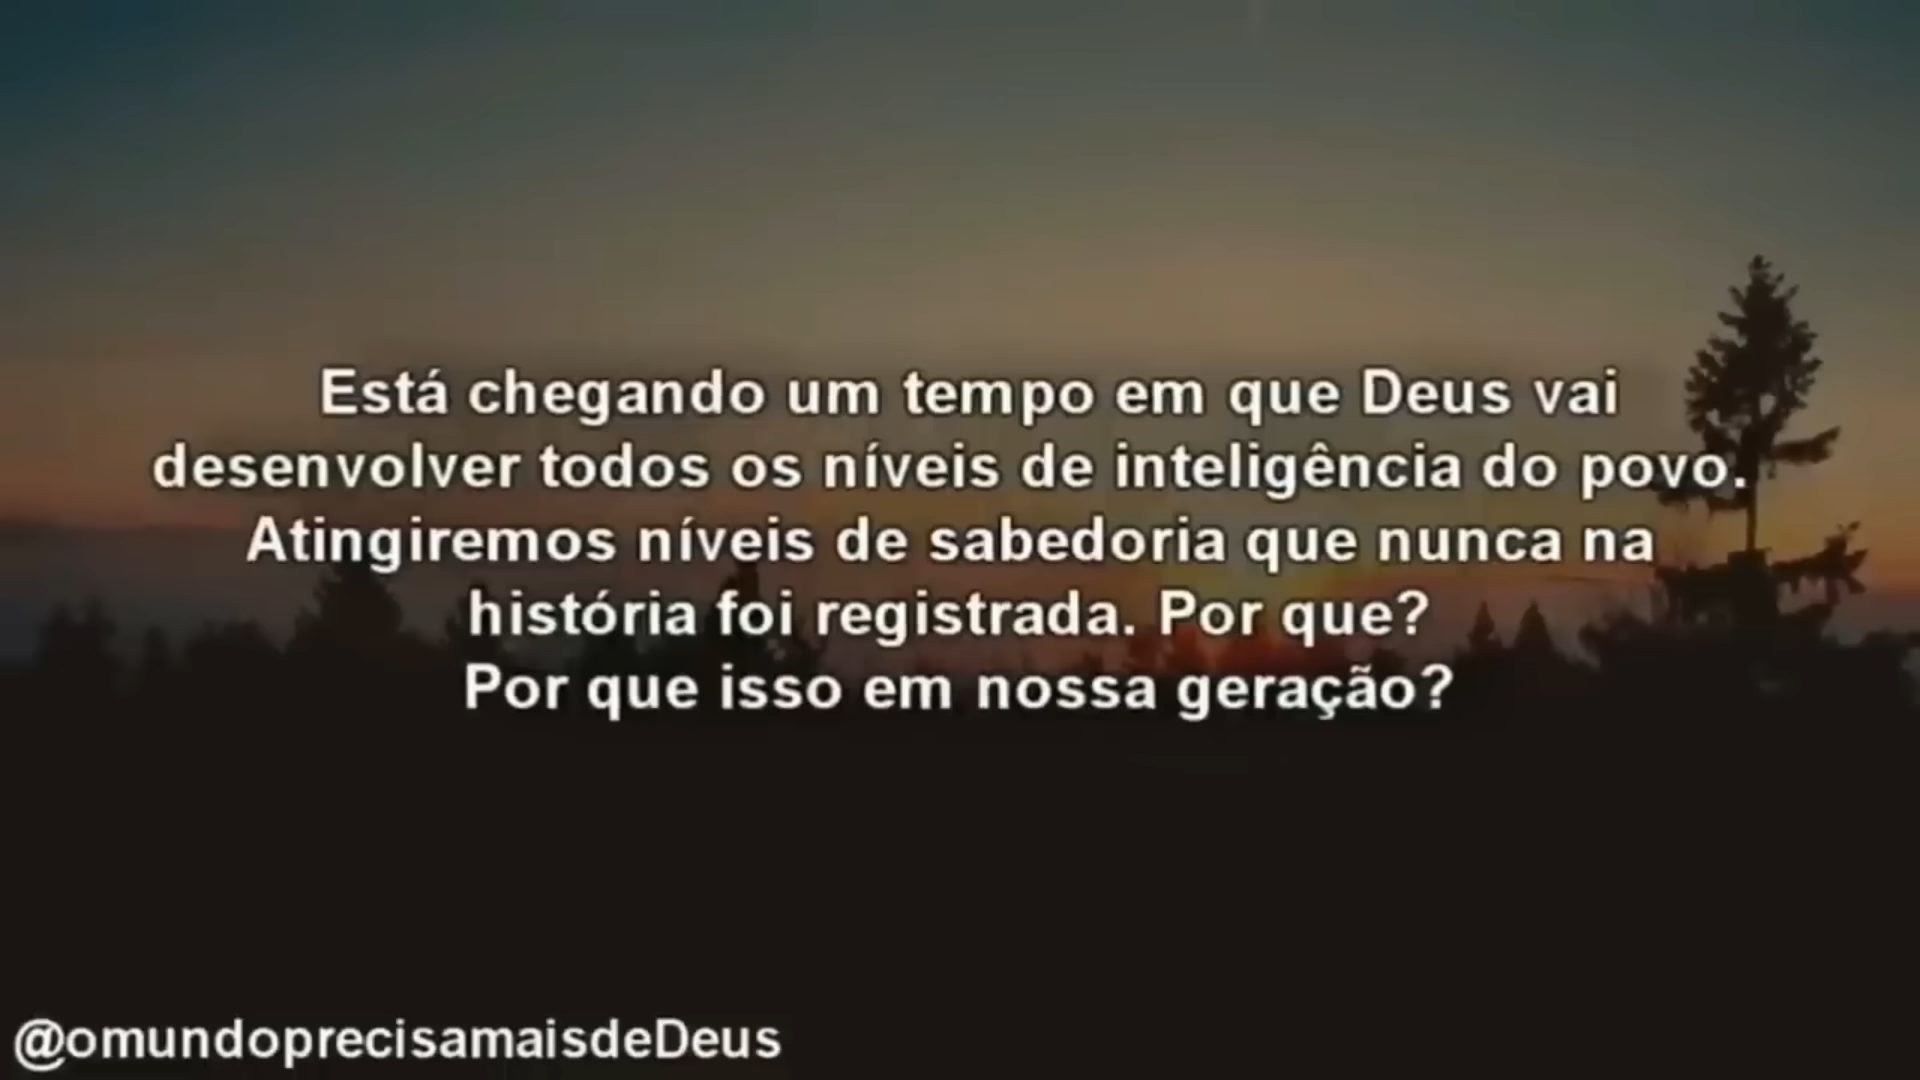 Está chegando um tempo em que Deus vai
desenvolver todos os níveis de inteligência do povo.
Atingiremos níveis de sabedoria que nunca na
história foi registrada. Por que?
Por que isso em nossa geração?
@omundoprecisamaisdeDeus